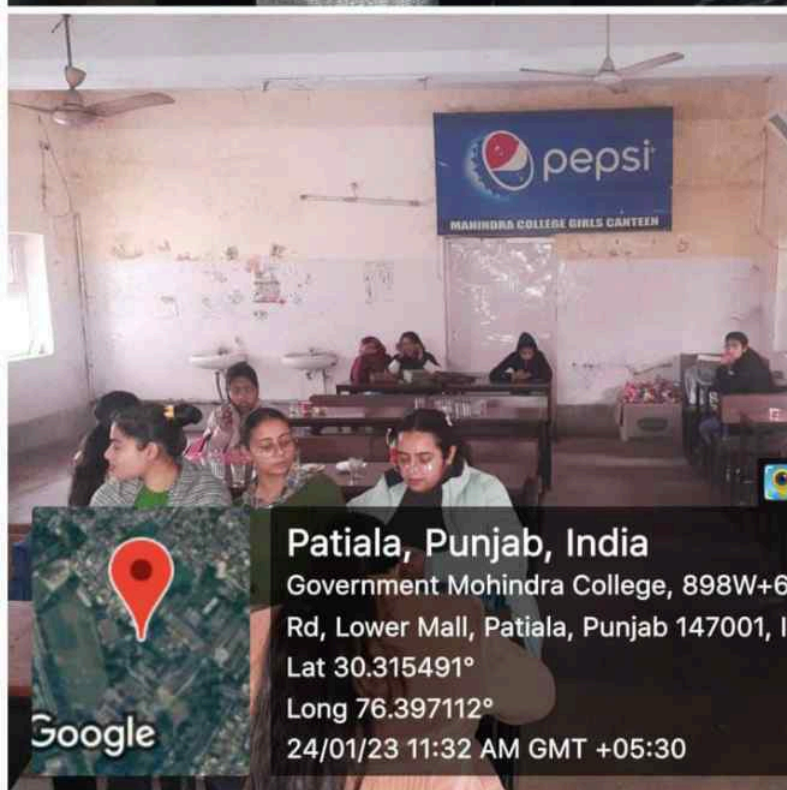 pepsi
MAHINDRA COLLEGE GIRLS CANTEEN
Patiala, Punjab, India
Government Mohindra College, 898W+6
Rd, Lower Mall, Patiala, Punjab 147001, I
Lat 30.315491°
Long 76.397112°
24/01/23 11:32 AM GMT +05:30
Google